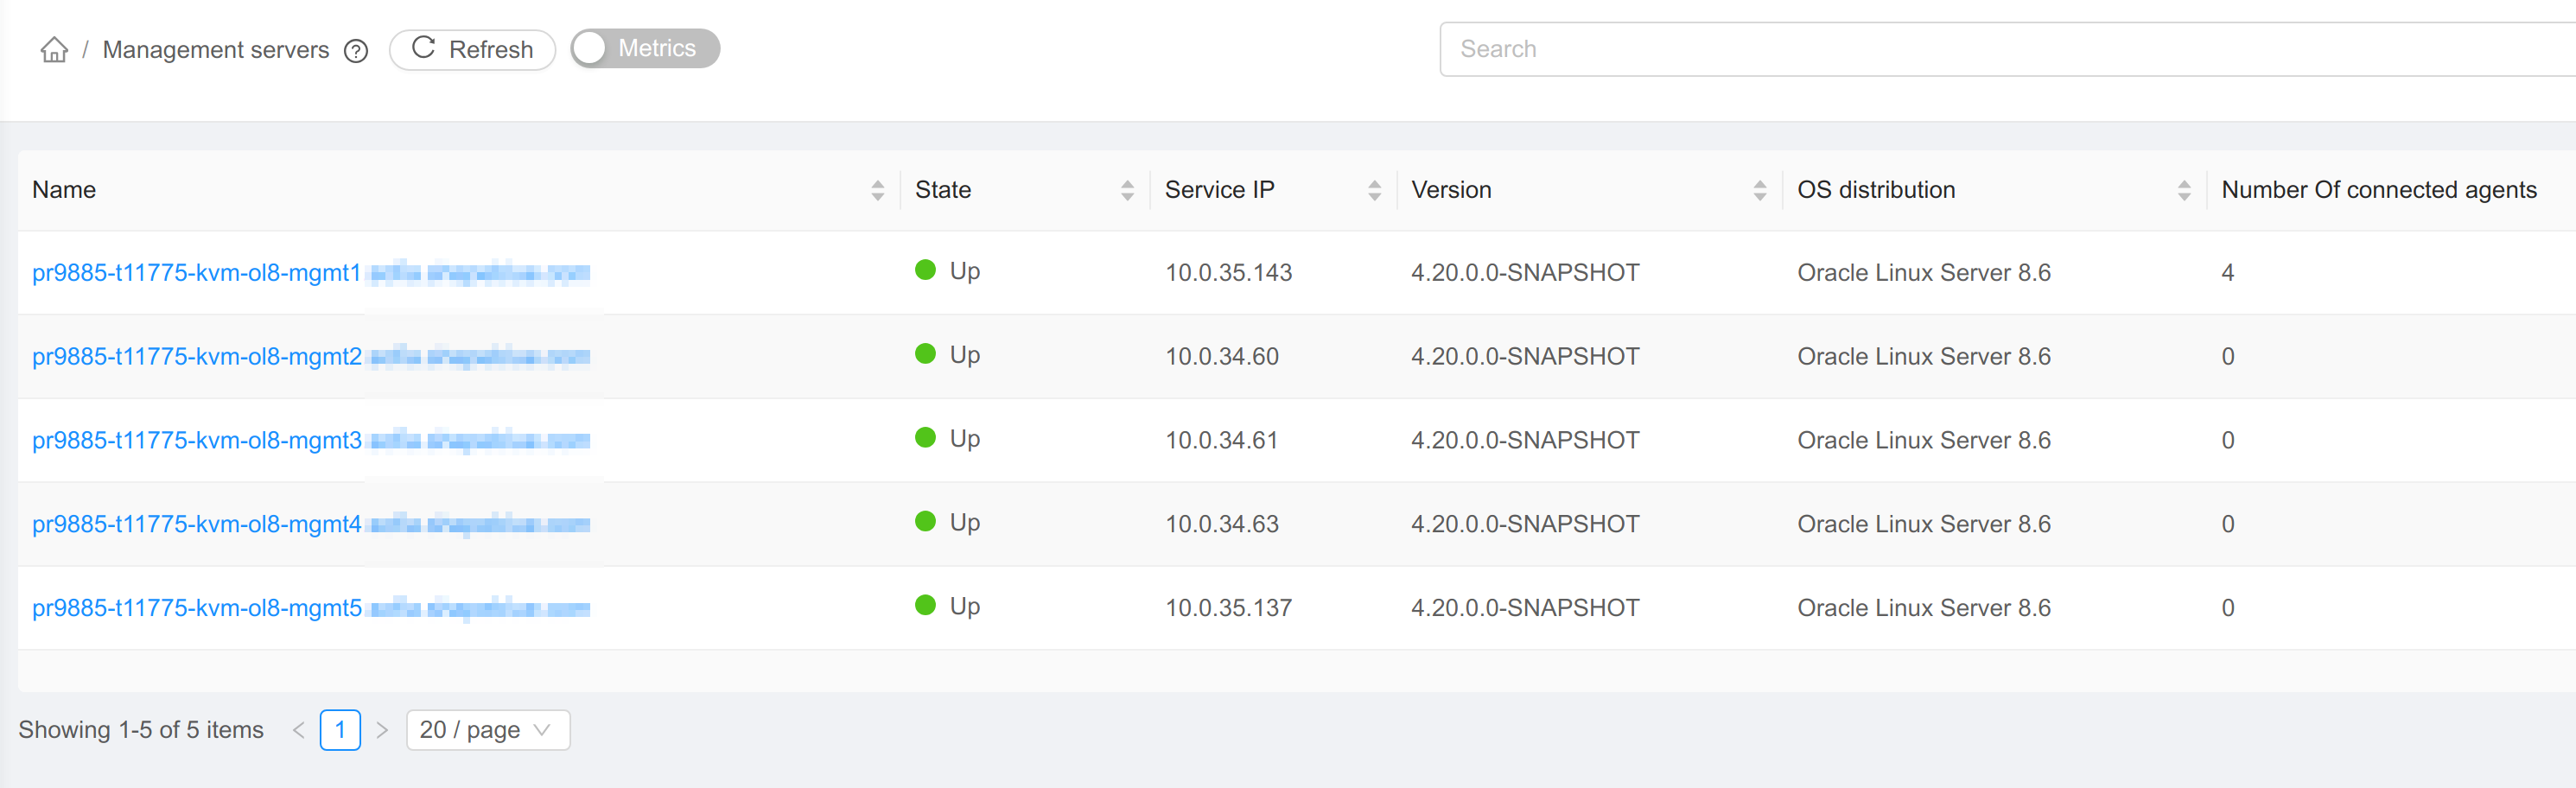 / Management servers ? Refresh Metrics Search
Name State Service IP Version OS distribution Number Of connected agents
pr9885-t11775-kvm-ol8-mgmt1 Up 10.0.35.143 4.20.0.0-SNAPSHOT Oracle Linux Server 8.6 4
pr9885-t11775-kvm-ol8-mgmt2 Up 10.0.34.60 4.20.0.0-SNAPSHOT Oracle Linux Server 8.6 0
pr9885-t11775-kvm-ol8-mgmt3 Up 10.0.34.61 4.20.0.0-SNAPSHOT Oracle Linux Server 8.6 0
pr9885-t11775-kvm-ol8-mgmt4 Up 10.0.34.63 4.20.0.0-SNAPSHOT Oracle Linux Server 8.6 0
pr9885-t11775-kvm-ol8-mgmt5 Up 10.0.35.137 4.20.0.0-SNAPSHOT Oracle Linux Server 8.6 0
Showing 1-5 of 5 items < 1 > 20 / page